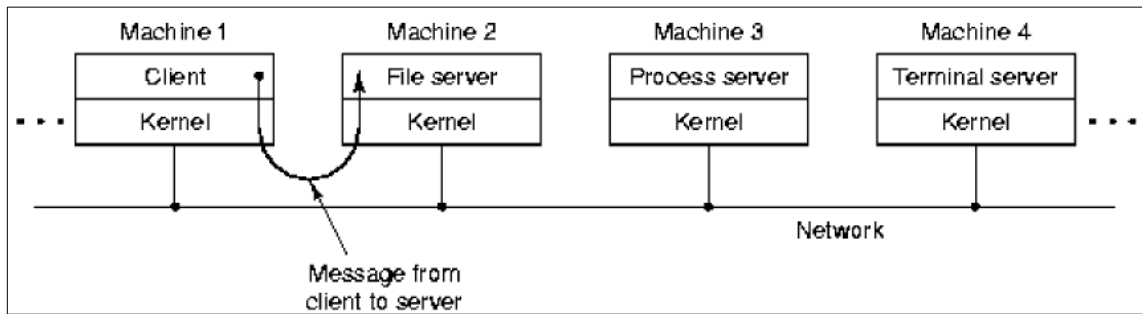 Machine 1 Machine 2 Machine 3 Machine 4
Client File server Process server Terminal server
Kernel Kernel Kernel Kernel
Network
Message from
client to server